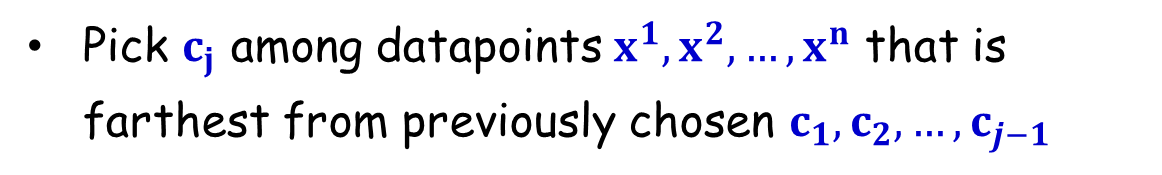 • Pick cⱼ among datapoints x¹, x², …, xⁿ that is
farthest from previously chosen c₁, c₂, …, cⱼ₋₁